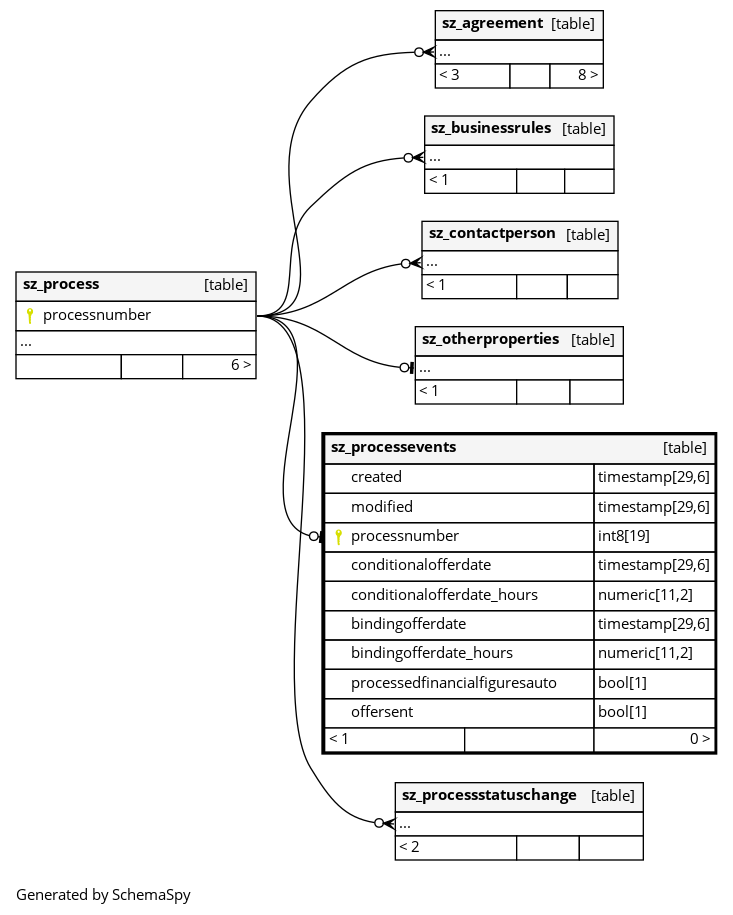 sz_agreement [table]
...
< 3 8 >
sz_businessrules [table]
...
< 1
sz_contactperson [table]
...
< 1
sz_process [table]
processnumber
...
6 >
sz_otherproperties [table]
...
< 1
sz_processevents [table]
created timestamp[29,6]
modified timestamp[29,6]
processnumber int8[19]
conditionalofferdate timestamp[29,6]
conditionalofferdate_hours numeric[11,2]
bindingofferdate timestamp[29,6]
bindingofferdate_hours numeric[11,2]
processedfinancialfiguresauto bool[1]
offersent bool[1]
< 1 0 >
sz_processstatuschange [table]
...
< 2
Generated by SchemaSpy